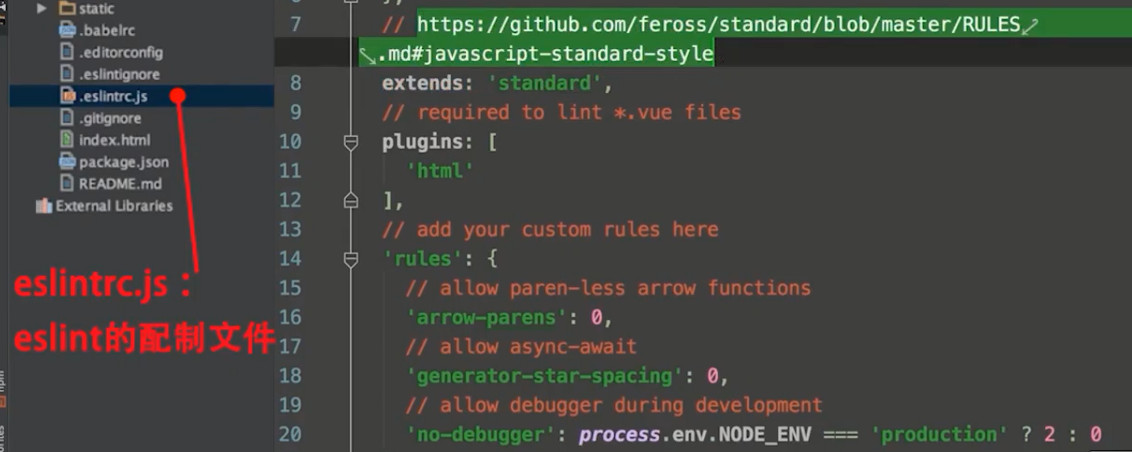 static
.babelrc
.editorconfig
.eslintignore
.eslintrc.js
.gitignore
index.html
package.json
README.md
External Libraries
eslintrc.js：
eslint的配制文件
7 // https://github.com/feross/standard/blob/master/RULES
.md#javascript-standard-style
8 extends: 'standard',
9 // required to lint *.vue files
10 plugins: [
11 'html'
12 ],
13 // add your custom rules here
14 'rules': {
15 // allow paren-less arrow functions
16 'arrow-parens': 0,
17 // allow async-await
18 'generator-star-spacing': 0,
19 // allow debugger during development
20 'no-debugger': process.env.NODE_ENV === 'production' ? 2 : 0